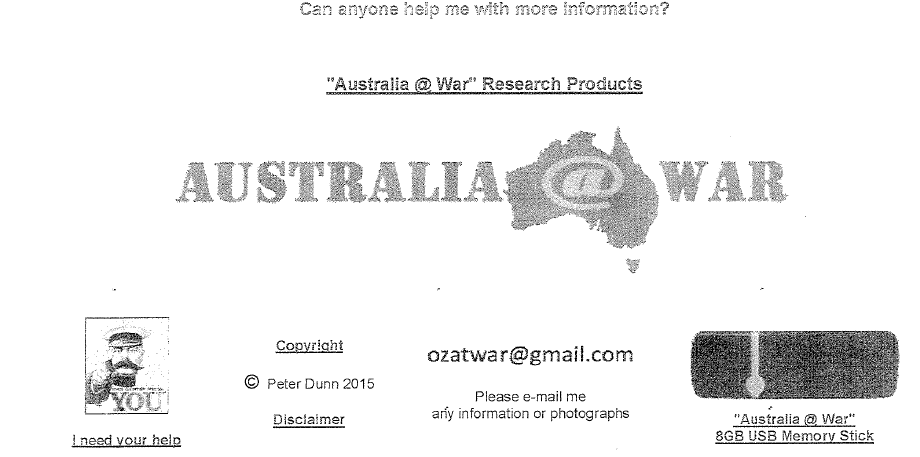 Can anyone help me with more information?
"Australia @ War" Research Products
AUSTRALIA @ WAR
YOU
I need your help
Copyright
© Peter Dunn 2015
Disclaimer
ozatwar@gmail.com
Please e-mail me
any information or photographs
"Australia @ War"
8GB USB Memory Stick